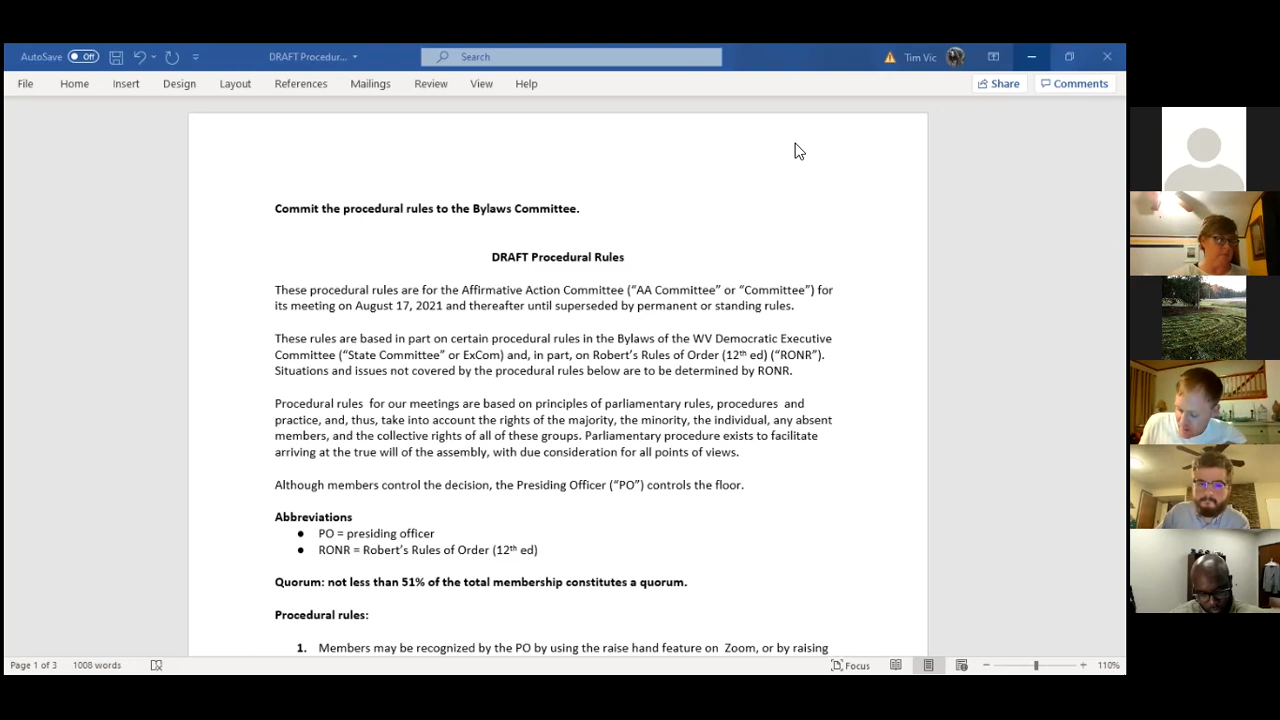 AutoSave Off DRAFT Procedur... Search Tim Vic
File Home Insert Design Layout References Mailings Review View Help Share Comments
Commit the procedural rules to the Bylaws Committee.
DRAFT Procedural Rules
These procedural rules are for the Affirmative Action Committee (“AA Committee” or “Committee”) for
its meeting on August 17, 2021 and thereafter until superseded by permanent or standing rules.
These rules are based in part on certain procedural rules in the Bylaws of the WV Democratic Executive
Committee (“State Committee” or ExCom) and, in part, on Robert’s Rules of Order (12th ed) (“RONR”).
Situations and issues not covered by the procedural rules below are to be determined by RONR.
Procedural rules for our meetings are based on principles of parliamentary rules, procedures and
practice, and, thus, take into account the rights of the majority, the minority, the individual, any absent
members, and the collective rights of all of these groups. Parliamentary procedure exists to facilitate
arriving at the true will of the assembly, with due consideration for all points of views.
Although members control the decision, the Presiding Officer (“PO”) controls the floor.
Abbreviations
● PO = presiding officer
● RONR = Robert’s Rules of Order (12th ed)
Quorum: not less than 51% of the total membership constitutes a quorum.
Procedural rules:
1. Members may be recognized by the PO by using the raise hand feature on Zoom, or by raising
Page 1 of 3 1008 words Focus 110%